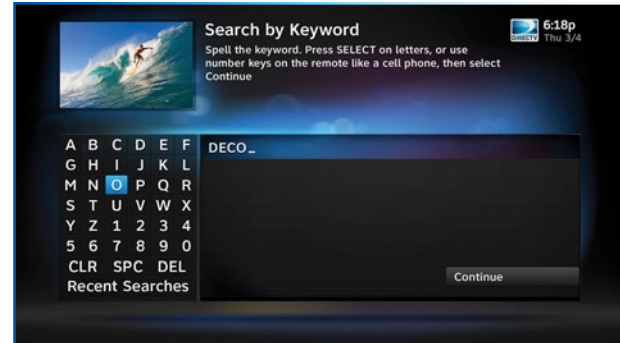 Search by Keyword
Spell the keyword. Press SELECT on letters, or use
number keys on the remote like a cell phone, then select
Continue
DIRECTV
6:18p
Thu 3/4
A B C D E F
G H I J K L
M N O P Q R
S T U V W X
Y Z 1 2 3 4
5 6 7 8 9 0
CLR SPC DEL
Recent Searches
DECO_
Continue